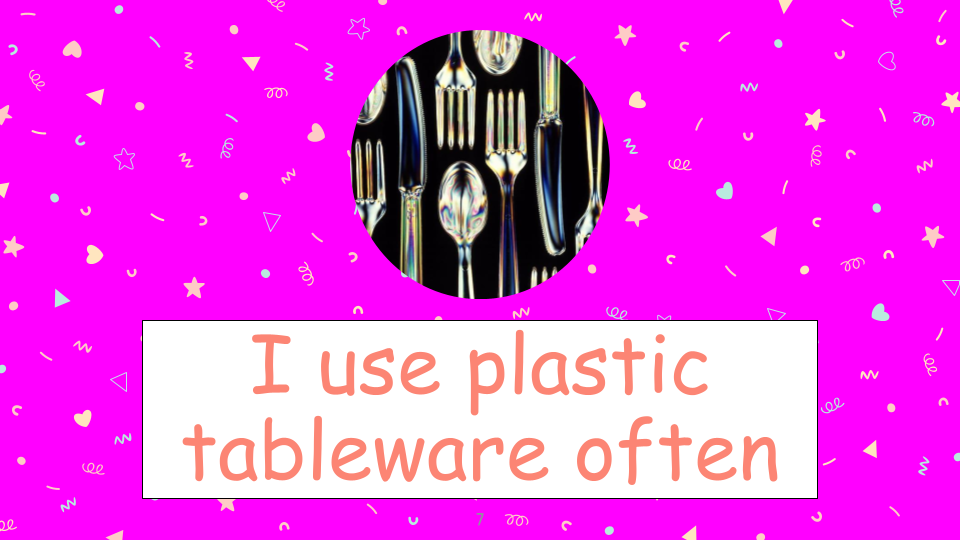 I use plastic
tableware often
7